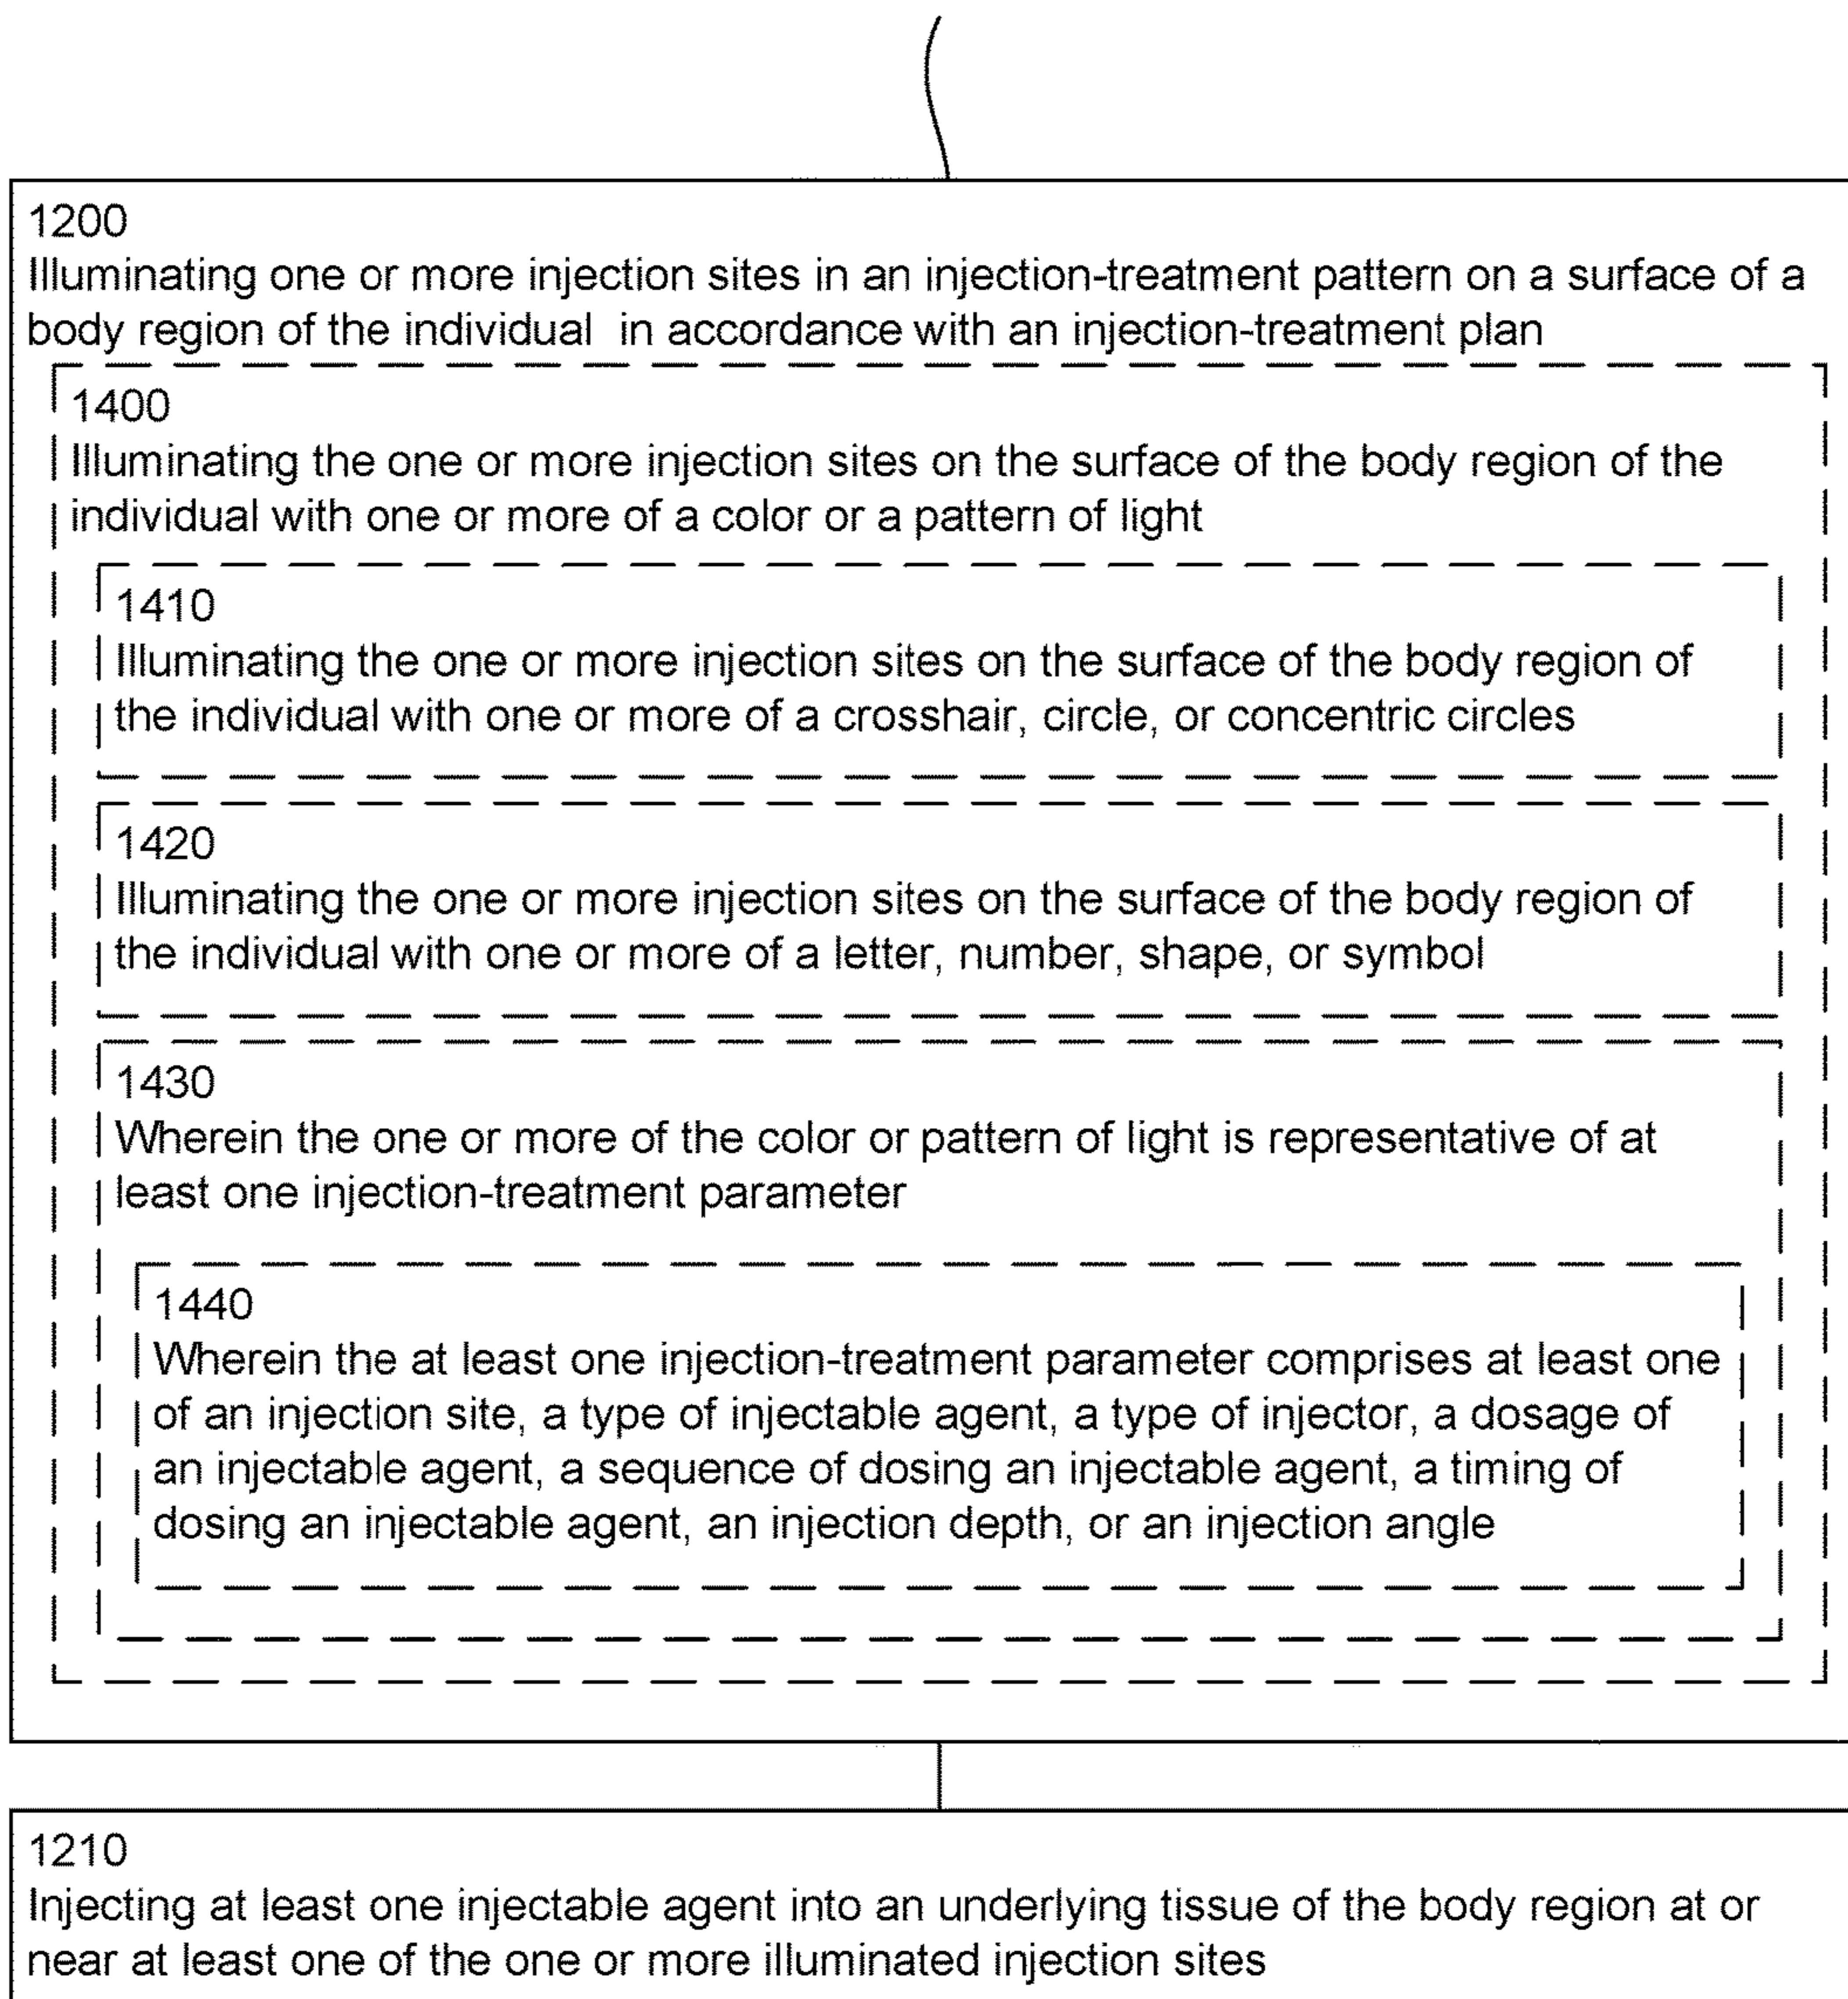 1200
Illuminating one or more injection sites in an injection-treatment pattern on a surface of a
body region of the individual in accordance with an injection-treatment plan
1400
Illuminating the one or more injection sites on the surface of the body region of the
individual with one or more of a color or a pattern of light
1410
Illuminating the one or more injection sites on the surface of the body region of
the individual with one or more of a crosshair, circle, or concentric circles
1420
Illuminating the one or more injection sites on the surface of the body region of
the individual with one or more of a letter, number, shape, or symbol
1430
Wherein the one or more of the color or pattern of light is representative of at
least one injection-treatment parameter
1440
Wherein the at least one injection-treatment parameter comprises at least one
of an injection site, a type of injectable agent, a type of injector, a dosage of
an injectable agent, a sequence of dosing an injectable agent, a timing of
dosing an injectable agent, an injection depth, or an injection angle
1210
Injecting at least one injectable agent into an underlying tissue of the body region at or
near at least one of the one or more illuminated injection sites